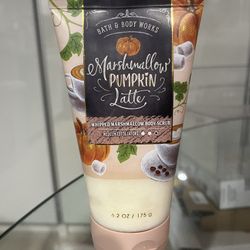 BATH & BODY WORKS
Marshmallow
PUMPKIN
Latte
WHIPPED MARSHMALLOW BODY SCRUB
6.2 OZ / 175 g